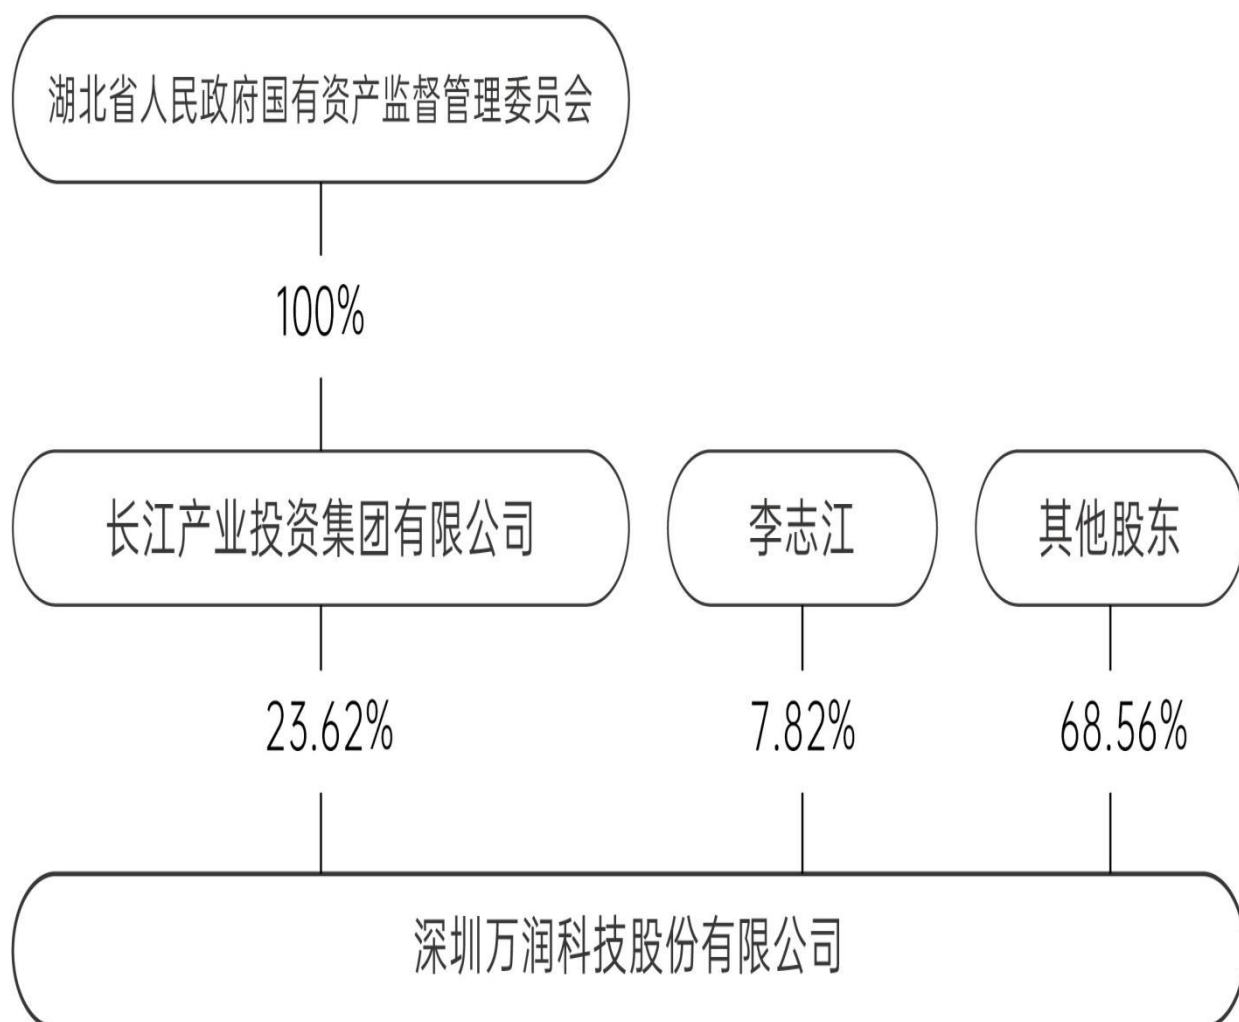 湖北省人民政府国有资产监督管理委员会
100%
长江产业投资集团有限公司
李志江
其他股东
23.62%
7.82%
68.56%
深圳万润科技股份有限公司